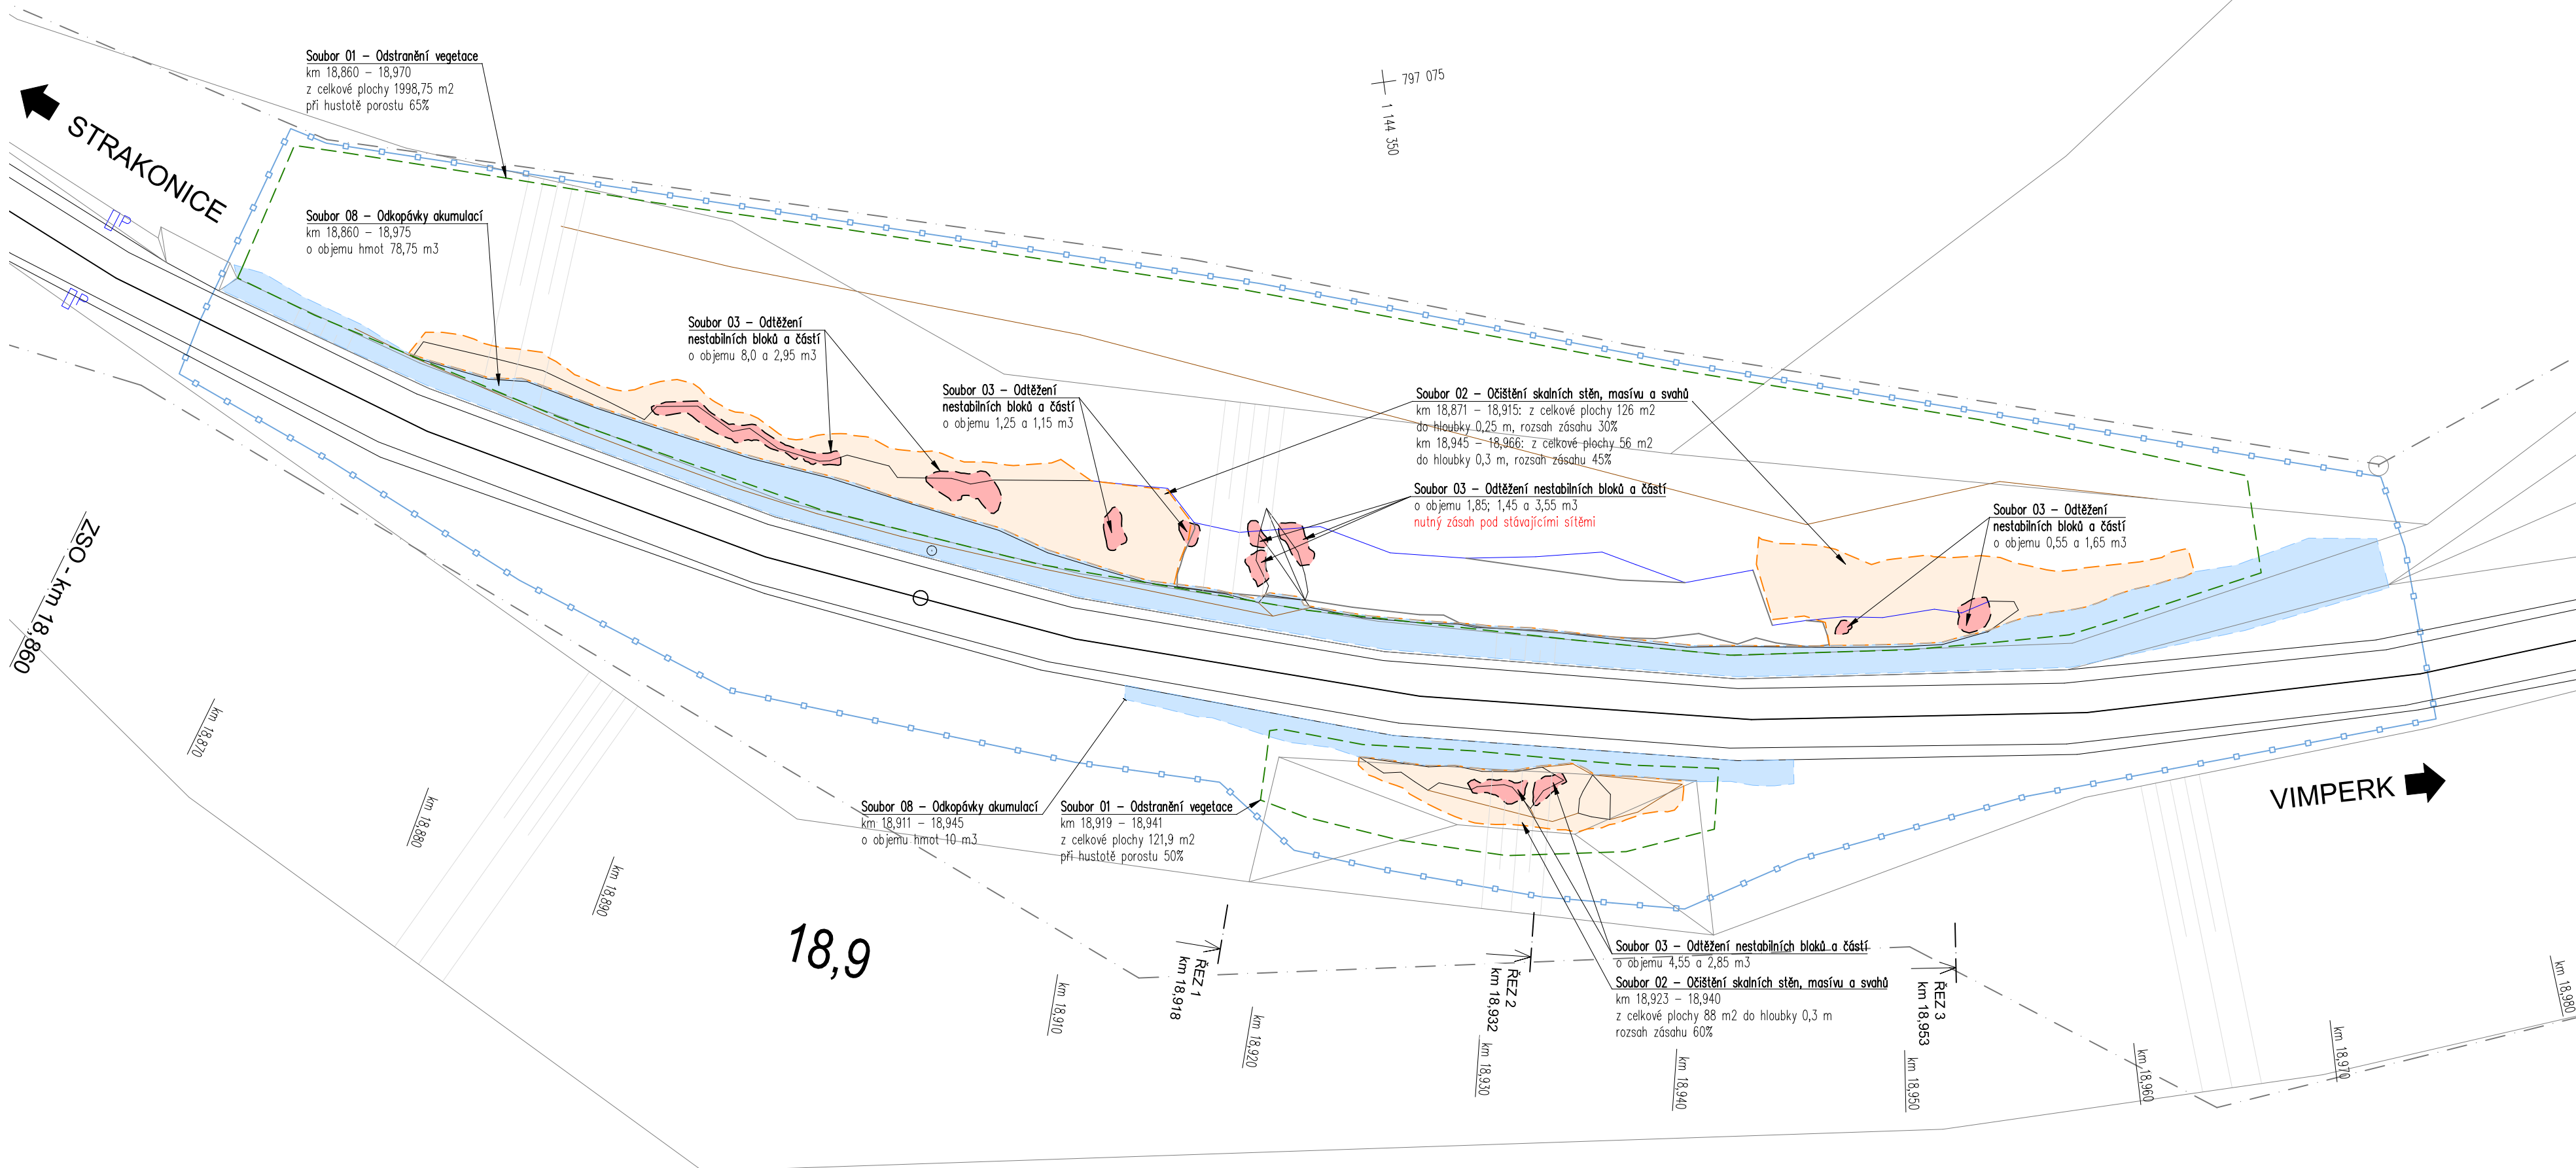 Soubor 01 – Odstranění vegetace
km 18,860 – 18,970
z celkové plochy 1998,75 m2
při hustotě porostu 65%
797 075
1 144 350
STRAKONICE
Soubor 08 – Odkopávky akumulací
km 18,860 – 18,975
o objemu hmot 78,75 m3
P
P
Soubor 03 – Odtěžení
nestabilních bloků a částí
o objemu 8,0 a 2,95 m3
Soubor 03 – Odtěžení
nestabilních bloků a částí
o objemu 1,25 a 1,15 m3
Soubor 02 – Očištění skalních stěn, masívu a svahů
km 18,871 – 18,915: z celkové plochy 126 m2
do hloubky 0,25 m, rozsah zásahu 30%
km 18,945 – 18,966: z celkové plochy 56 m2
do hloubky 0,3 m, rozsah zásahu 45%
Soubor 03 – Odtěžení nestabilních bloků a částí
o objemu 1,85; 1,45 a 3,55 m3
nutný zásah pod stávajícími sítěmi
Soubor 03 – Odtěžení
nestabilních bloků a částí
o objemu 0,55 a 1,65 m3
ZSO - km 18,860
km 18,870
km 18,880
km 18,890
18,9
Soubor 08 – Odkopávky akumulací
km 18,911 – 18,945
o objemu hmot 10 m3
Soubor 01 – Odstranění vegetace
km 18,919 – 18,941
z celkové plochy 121,9 m2
při hustotě porostu 50%
VIMPERK
Soubor 03 – Odtěžení nestabilních bloků a částí
o objemu 4,55 a 2,85 m3
Soubor 02 – Očištění skalních stěn, masívu a svahů
km 18,923 – 18,940
z celkové plochy 88 m2 do hloubky 0,3 m
rozsah zásahu 60%
km 18,910
ŘEZ 1
km 18,918
km 18,920
ŘEZ 2
km 18,932
km 18,930
km 18,940
ŘEZ 3
km 18,953
km 18,950
km 18,960
km 18,970
km 18,980